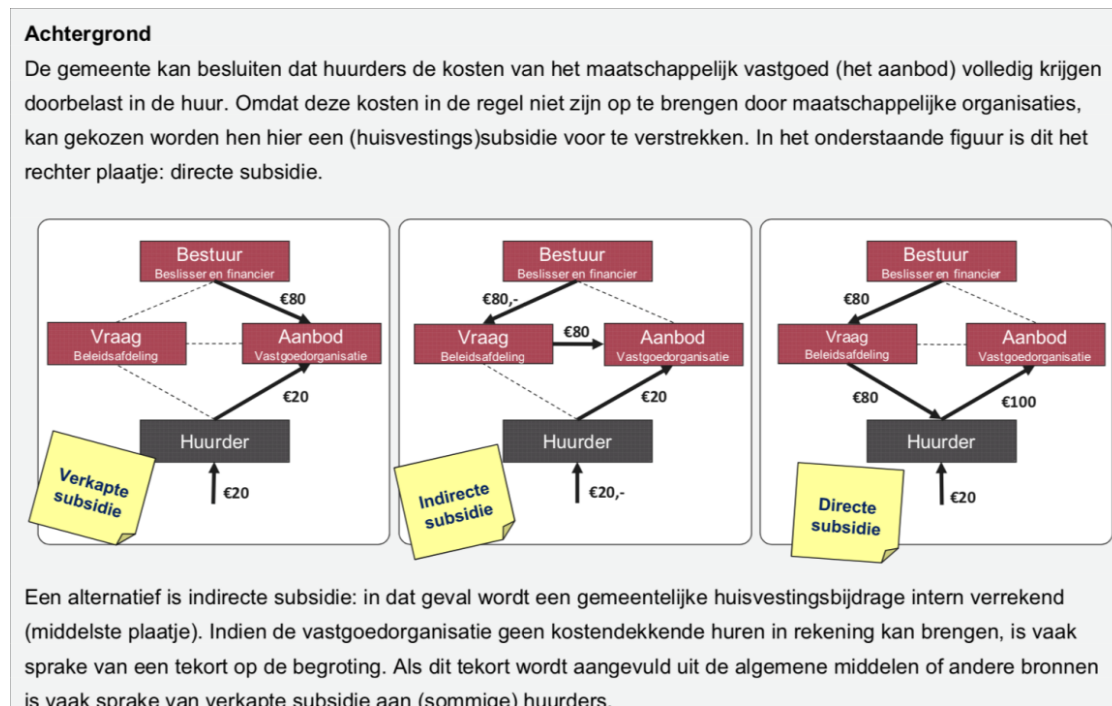 Achtergrond
De gemeente kan besluiten dat huurders de kosten van het maatschappelijk vastgoed (het aanbod) volledig krijgen
doorbelast in de huur. Omdat deze kosten in de regel niet zijn op te brengen door maatschappelijke organisaties,
kan gekozen worden hen hier een (huisvestings)subsidie voor te verstrekken. In het onderstaande figuur is dit het
rechter plaatje: directe subsidie.
Bestuur
Beslisser en financier
€80
Vraag
Beleidsafdeling
Aanbod
Vastgoedorganisatie
€20
Huurder
€20
Verkapte
subsidie
Bestuur
Beslisser en financier
€80,-
Vraag
Beleidsafdeling
€80
Aanbod
Vastgoedorganisatie
€20
Huurder
€20,-
Indirecte
subsidie
Bestuur
Beslisser en financier
€80
Vraag
Beleidsafdeling
Aanbod
Vastgoedorganisatie
€80
€100
Huurder
€20
Directe
subsidie
Een alternatief is indirecte subsidie: in dat geval wordt een gemeentelijke huisvestingsbijdrage intern verrekend
(middelste plaatje). Indien de vastgoedorganisatie geen kostendekkende huren in rekening kan brengen, is vaak
sprake van een tekort op de begroting. Als dit tekort wordt aangevuld uit de algemene middelen of andere bronnen
is vaak sprake van verkapte subsidie aan (sommige) huurders.